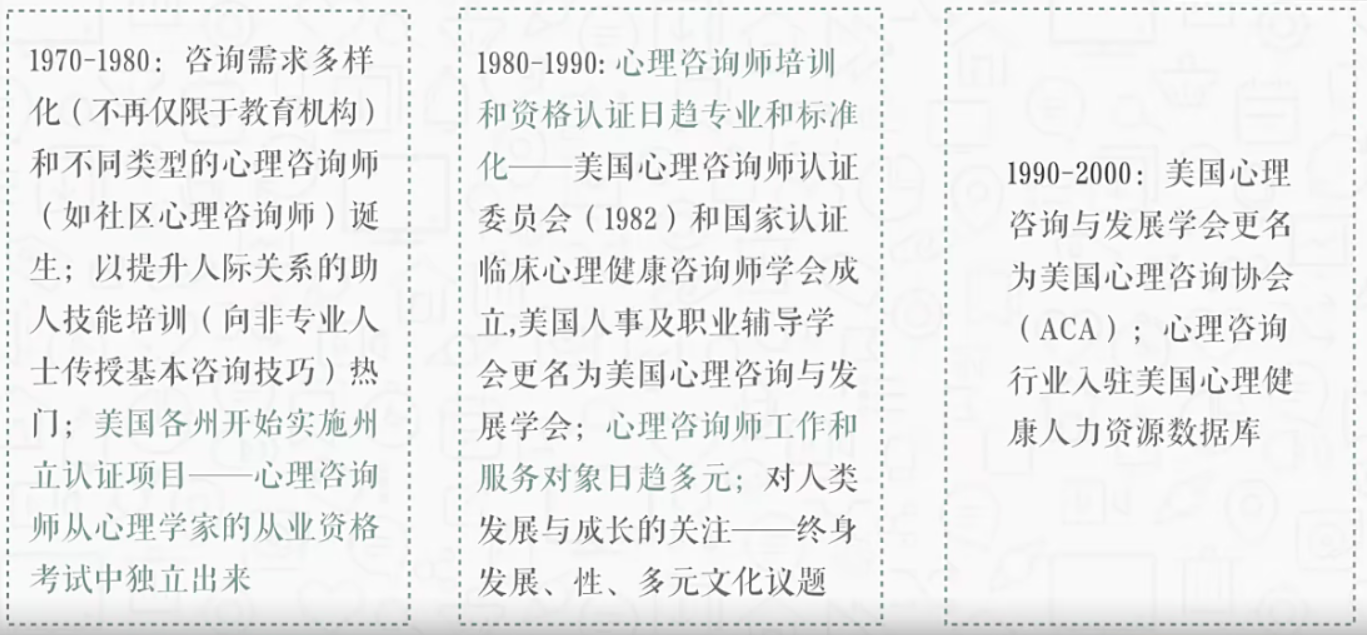 1970-1980：咨询需求多样
化（不再仅限于教育机构）
和不同类型的心理咨询师
（如社区心理咨询师）诞
生；以提升人际关系的助
人技能培训（向非专业人
士传授基本咨询技巧）热
门；美国各州开始实施州
立认证项目——心理咨询
师从心理学家的从业资格
考试中独立出来
1980-1990: 心理咨询师培训
和资格认证日趋专业和标准
化——美国心理咨询师认证
委员会（1982）和国家认证
临床心理健康咨询师学会成
立,美国人事及职业辅导学
会更名为美国心理咨询与发
展学会；心理咨询师工作和
服务对象日趋多元；对人类
发展与成长的关注——终身
发展、性、多元文化议题
1990-2000：美国心理
咨询与发展学会更名
为美国心理咨询协会
（ACA）；心理咨询
行业入驻美国心理健
康人力资源数据库